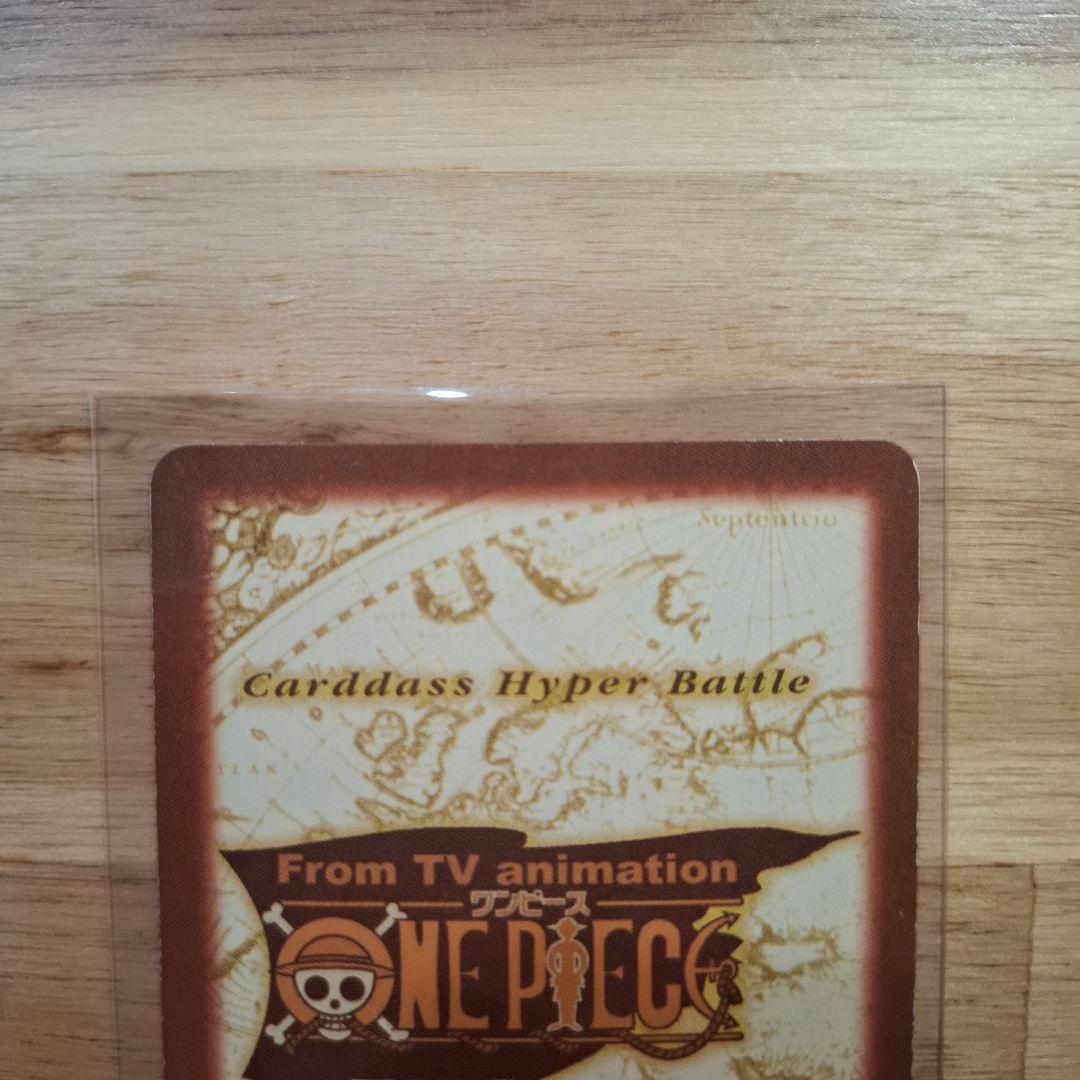 Septentrio
Carddass Hyper Battle
From TV animation
ワンピース
ONE PIECE